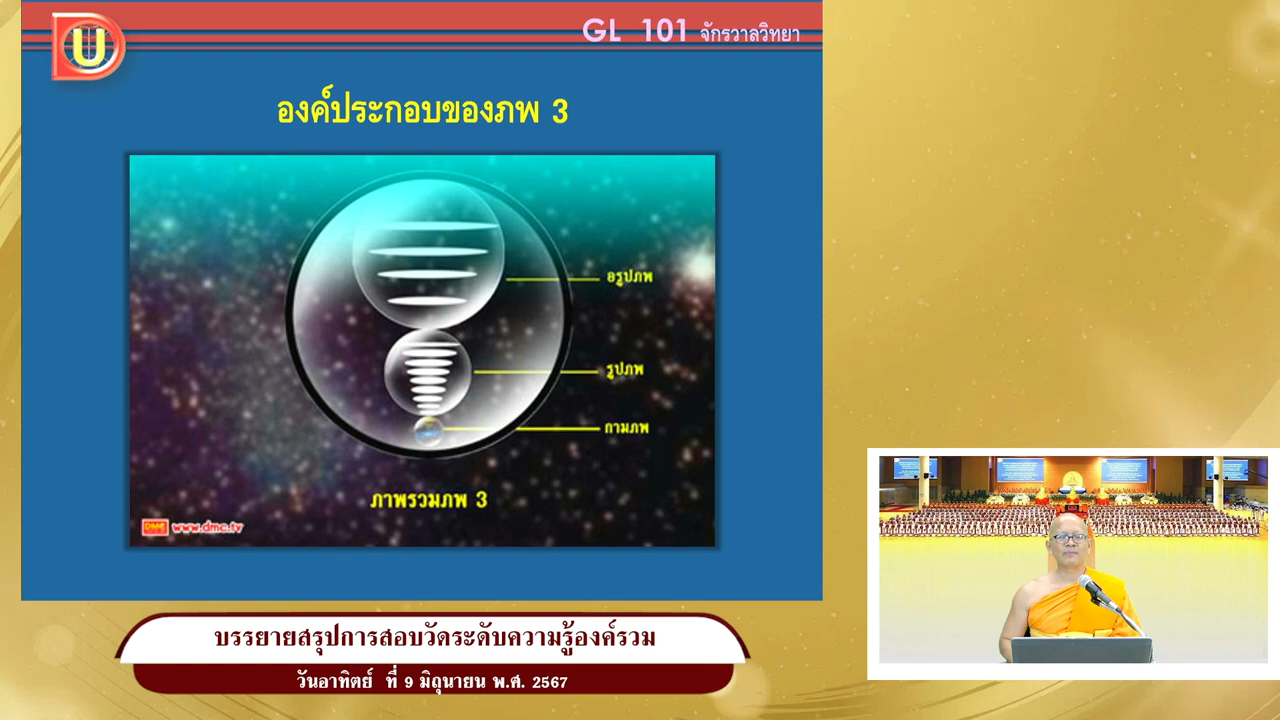 U
GL 101 จักรวาลวิทยา
องค์ประกอบของภพ 3
อรูปภพ
รูปภพ
กามภพ
ภาพรวมภพ 3
DMC www.dmc.tv
บรรยายสรุปการสอบวัดระดับความรู้องค์รวม
วันอาทิตย์ ที่ 9 มิถุนายน พ.ศ. 2567